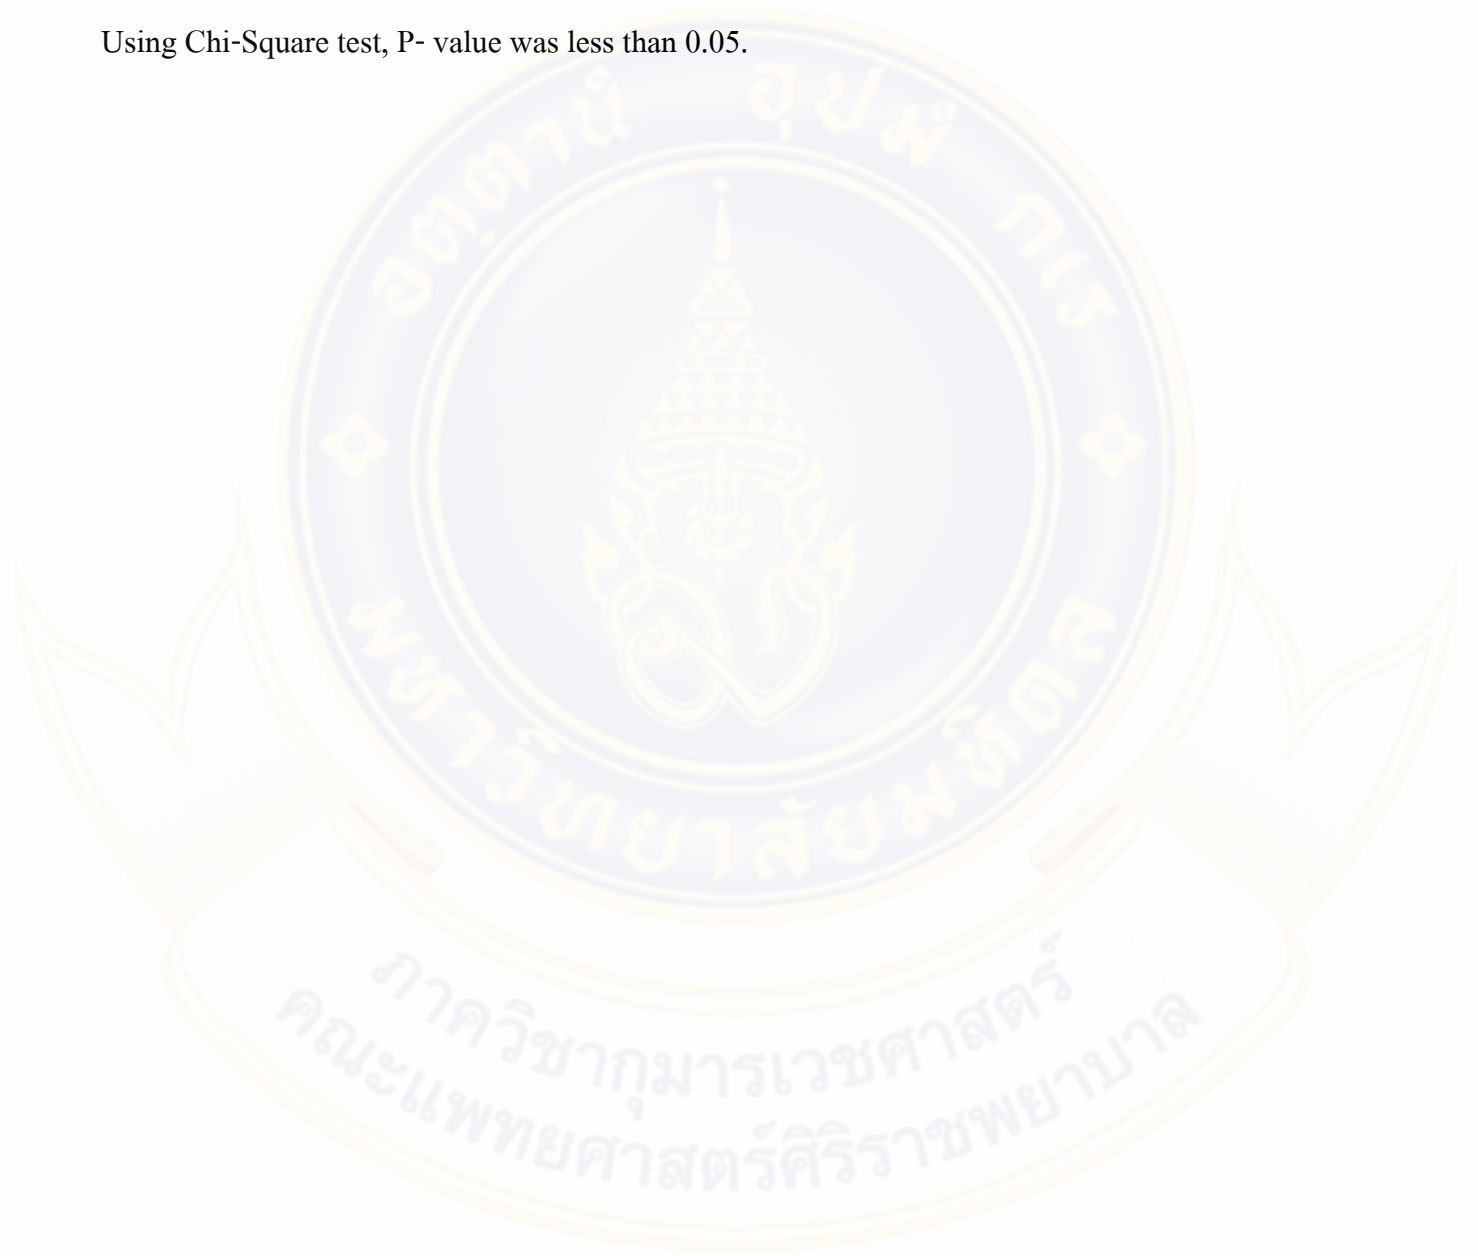 Using Chi-Square test, P- value was less than 0.05.
อตฺตานํ อุปมํ กเร
มหาวิทยาลัยมหิดล
ภาควิชากุมารเวชศาสตร์
คณะแพทยศาสตร์ศิริราชพยาบาล